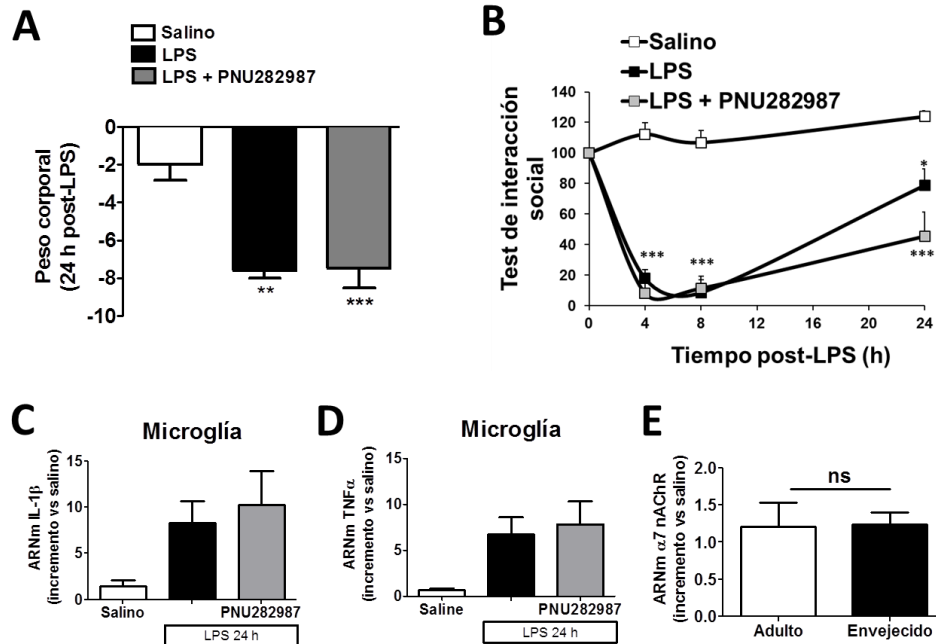 A
Salino
LPS
LPS + PNU282987
0
-2
-4
-6
-8
-10
Peso corporal
(24 h post-LPS)
**
***
B
Salino
LPS
LPS + PNU282987
140
120
100
80
60
40
20
0
Test de interacción
social
***
***
*
***
0 4 8 12 16 20 24
Tiempo post-LPS (h)
C
Microglía
ARNm IL-1β
(incremento vs salino)
15
10
5
0
Salino PNU282987
LPS 24 h
D
Microglía
ARNm TNFα
(incremento vs salino)
15
10
5
0
Saline PNU282987
LPS 24 h
E
ARNm α7 nAChR
(incremento vs salino)
2.0
1.5
1.0
0.5
0.0
ns
Adulto Envejecido